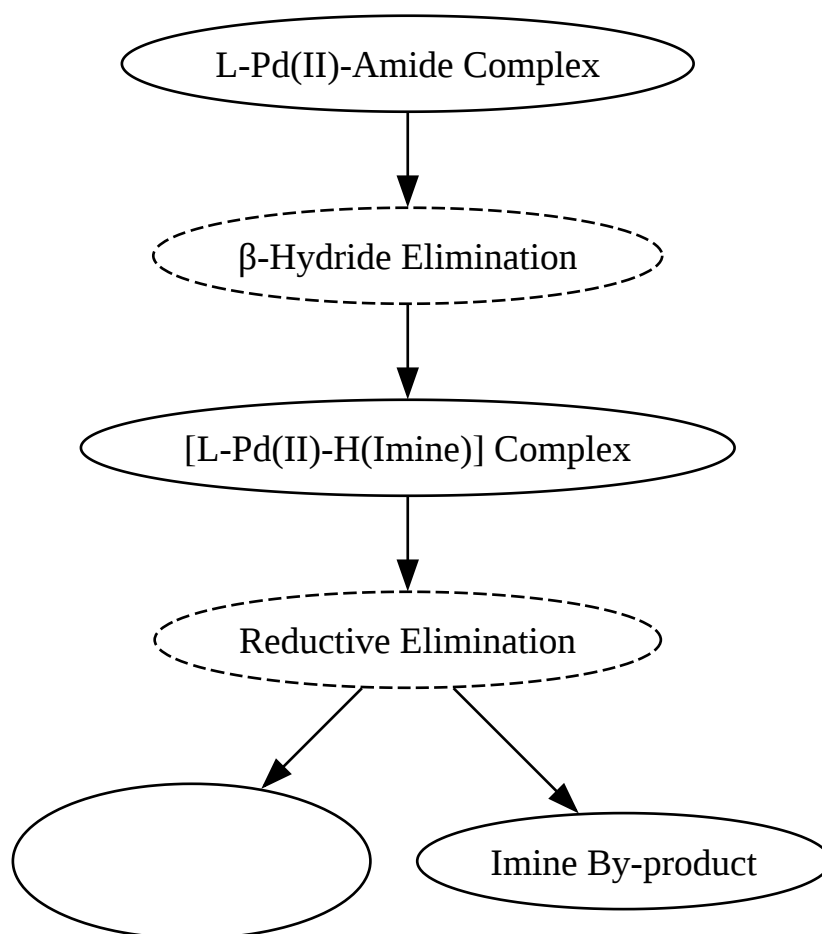 L-Pd(II)-Amide Complex
β-Hydride Elimination
[L-Pd(II)-H(Imine)] Complex
Reductive Elimination
Imine By-product